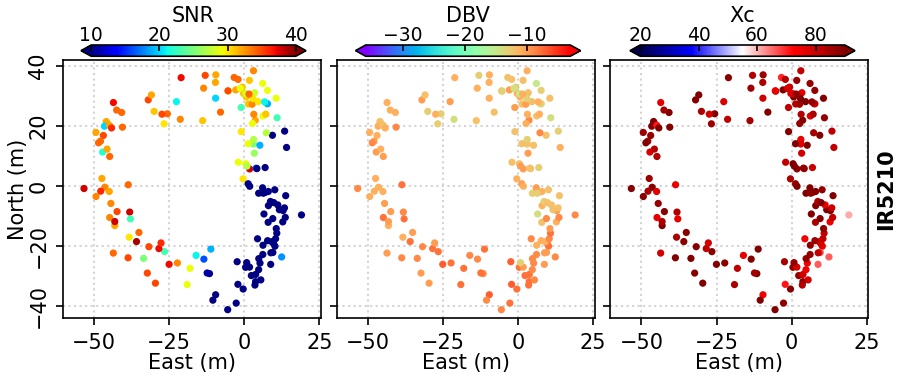 SNR DBV Xc
10 20 30 40 −30 −20 −10 20 40 60 80
40
20
North (m)
0
−20
−40
IR5210
−50 −25 0 25 −50 −25 0 25 −50 −25 0 25
East (m) East (m) East (m)